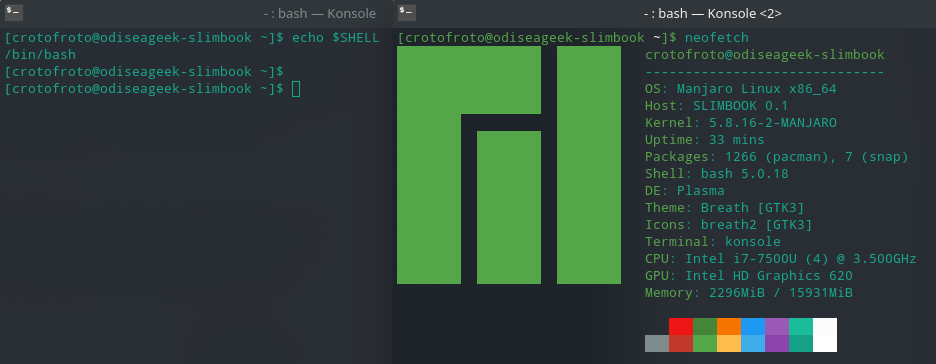 - : bash — Konsole
[crotofroto@odiseageek-slimbook ~]$ echo $SHELL
/bin/bash
[crotofroto@odiseageek-slimbook ~]$
[crotofroto@odiseageek-slimbook ~]$
- : bash — Konsole <2>
[crotofroto@odiseageek-slimbook ~]$ neofetch
crotofroto@odiseageek-slimbook
------------------------------
OS: Manjaro Linux x86_64
Host: SLIMBOOK 0.1
Kernel: 5.8.16-2-MANJARO
Uptime: 33 mins
Packages: 1266 (pacman), 7 (snap)
Shell: bash 5.0.18
DE: Plasma
Theme: Breath [GTK3]
Icons: breath2 [GTK3]
Terminal: konsole
CPU: Intel i7-7500U (4) @ 3.500GHz
GPU: Intel HD Graphics 620
Memory: 2296MiB / 15931MiB